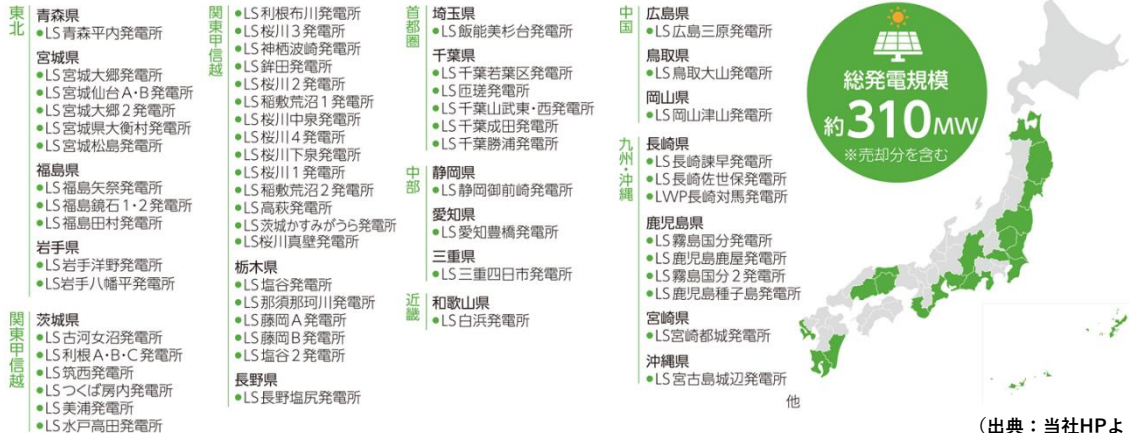 東北
青森県
●LS青森平内発電所
宮城県
●LS宮城大郷発電所
●LS宮城仙台A・B発電所
●LS宮城大郷2発電所
●LS宮城県大衡村発電所
●LS宮城松島発電所
福島県
●LS福島矢祭発電所
●LS福島鏡石1・2発電所
●LS福島田村発電所
岩手県
●LS岩手洋野発電所
●LS岩手八幡平発電所
関東甲信越
茨城県
●LS古河女沼発電所
●LS利根A・B・C発電所
●LS筑西発電所
●LSつくば房内発電所
●LS美浦発電所
●LS水戸高田発電所
関東甲信越
●LS利根布川発電所
●LS桜川3発電所
●LS神栖波崎発電所
●LS鉾田発電所
●LS桜川2発電所
●LS稲敷荒沼1発電所
●LS桜川中泉発電所
●LS桜川4発電所
●LS桜川下泉発電所
●LS桜川1発電所
●LS稲敷荒沼2発電所
●LS高萩発電所
●LS茨城かすみがうら発電所
●LS桜川真壁発電所
栃木県
●LS塩谷発電所
●LS那須那珂川発電所
●LS藤岡A発電所
●LS藤岡B発電所
●LS塩谷2発電所
長野県
●LS長野塩尻発電所
首都圏
埼玉県
●LS飯能美杉台発電所
千葉県
●LS千葉若葉区発電所
●LS匝瑳発電所
●LS千葉山武東・西発電所
●LS千葉成田発電所
●LS千葉勝浦発電所
中部
静岡県
●LS静岡御前崎発電所
愛知県
●LS愛知豊橋発電所
三重県
●LS三重四日市発電所
近畿
和歌山県
●LS白浜発電所
中国
広島県
●LS広島三原発電所
鳥取県
●LS鳥取大山発電所
岡山県
●LS岡山津山発電所
九州・沖縄
長崎県
●LS長崎諫早発電所
●LS長崎佐世保発電所
●LWP長崎対馬発電所
鹿児島県
●LS霧島国分発電所
●LS鹿児島鹿屋発電所
●LS霧島国分2発電所
●LS鹿児島種子島発電所
宮崎県
●LS宮崎都城発電所
沖縄県
●LS宮古島城辺発電所
他
総発電規模
約310MW
※売却分を含む
(出典：当社HPよ